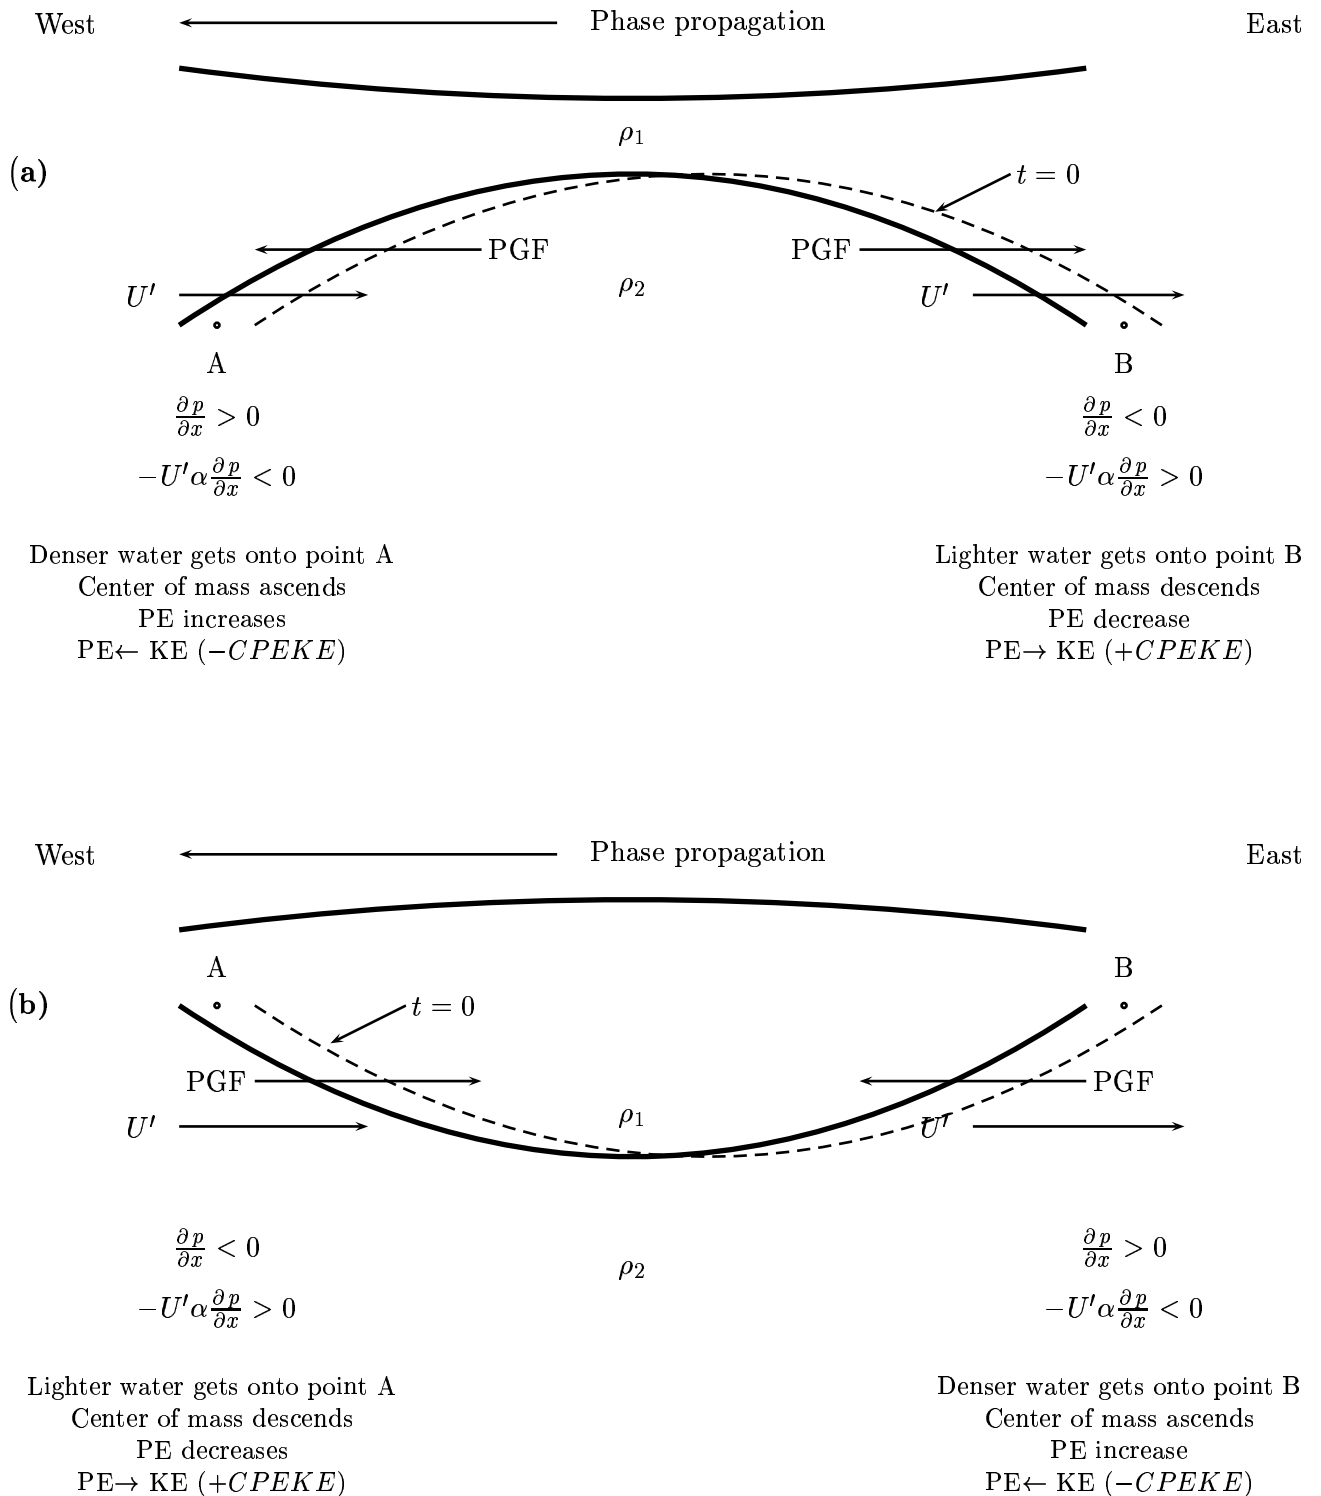 West Phase propagation East
ρ₁
(a)
t = 0
PGF PGF
U′ ρ₂ U′
A B
∂p/∂x > 0 ∂p/∂x < 0
−U′α ∂p/∂x < 0 −U′α ∂p/∂x > 0
Denser water gets onto point A
Center of mass ascends
PE increases
PE← KE (−CPEKE)
Lighter water gets onto point B
Center of mass descends
PE decrease
PE→ KE (+CPEKE)
West Phase propagation East
A B
(b) t = 0
PGF PGF
U′ ρ₁ U′
∂p/∂x < 0 ∂p/∂x > 0
ρ₂
−U′α ∂p/∂x > 0 −U′α ∂p/∂x < 0
Lighter water gets onto point A
Center of mass descends
PE decreases
PE→ KE (+CPEKE)
Denser water gets onto point B
Center of mass ascends
PE increase
PE← KE (−CPEKE)